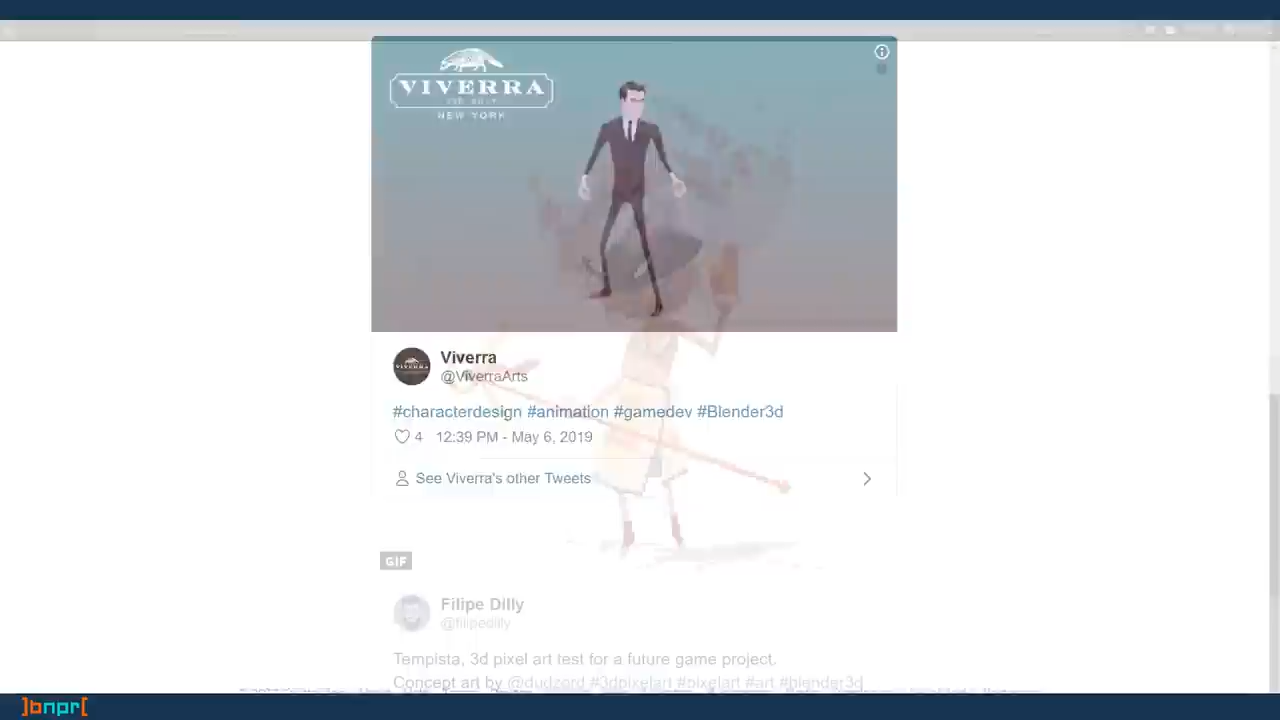 VIVERRA
NEW YORK
Viverra
@ViverraArts
#characterdesign #animation #gamedev #Blender3d
4 12:39 PM - May 6, 2019
See Viverra's other Tweets
GIF
Filipe Dilly
@filipedilly
Tempista, 3d pixel art test for a future game project.
Concept art by @dudzord #3dpixelart #pixelart #art #blender3d
]bnpr[